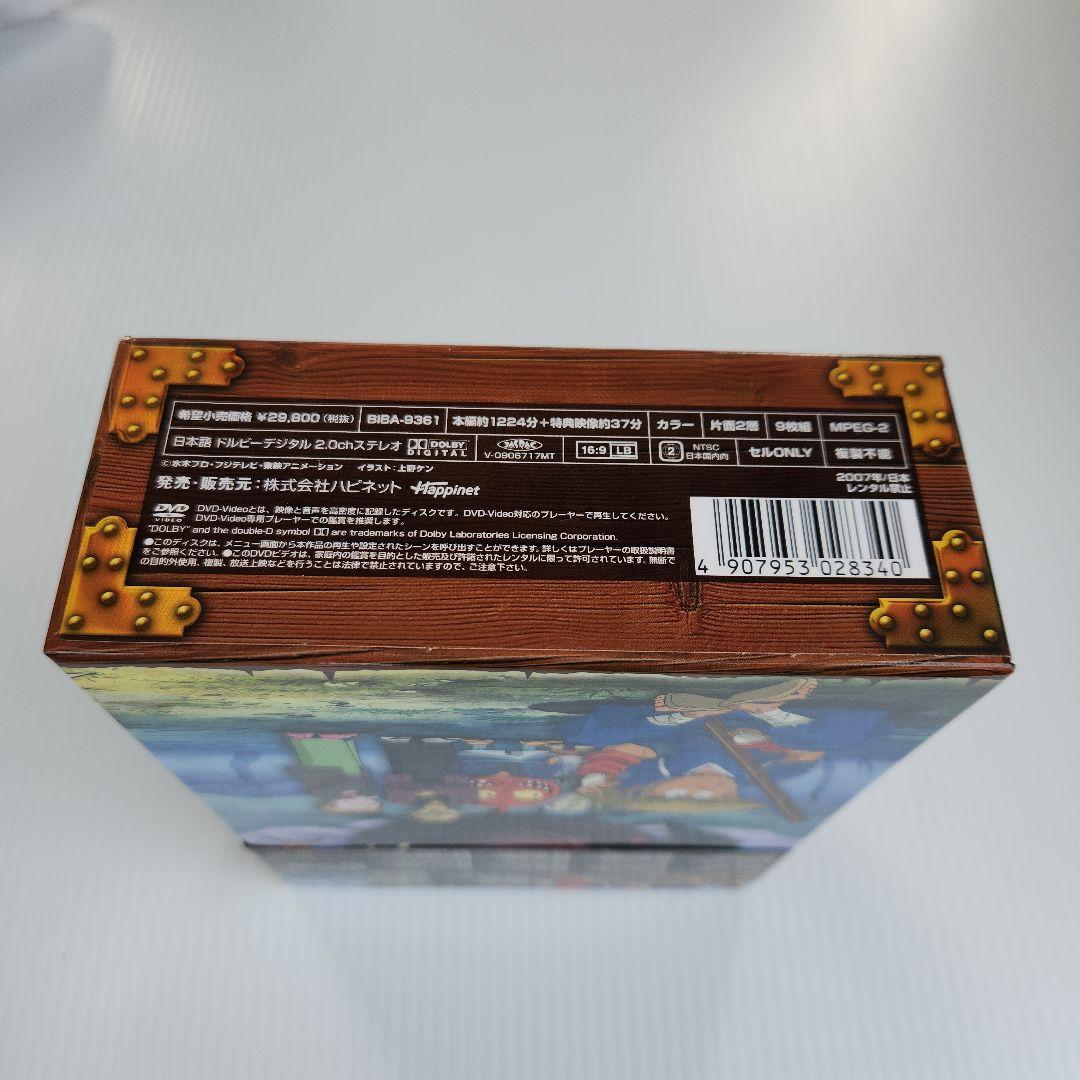 希望小売価格 ¥29,800(税抜) BIBA-9361 本編約1224分+特典映像約37分 カラー 片面2層 9枚組 MPEG-2
日本語 ドルビーデジタル 2.0chステレオ DOLBY DIGITAL V-0906717MT 16:9 LB 2 NTSC 日本国内向 セルONLY 複製不能
©水木プロ・フジテレビ・東映アニメーション イラスト:上野ケン
2007年/日本
レンタル禁止
発売・販売元:株式会社ハピネット Happinet
DVD VIDEO
DVD-Videoとは、映像と音声を高密度に記録したディスクです。DVD-Video対応のプレーヤーで再生してください。
DVD-Video専用プレーヤーでの鑑賞を推奨します。
"DOLBY" and the double-D symbol are trademarks of Dolby Laboratories Licensing Corporation.
●このディスクは、メニュー画面から本作品の再生や設定されたシーンを呼び出すことができます。詳しくはプレーヤーの取扱説明書
をご参照ください。●このDVDビデオは、家庭内の鑑賞を目的とした販売及び許諾されたレンタルに限って許可されています。無断で
の目的外使用、複製、放送上映などを行うことは法律で禁止されていますので、ご注意下さい。
4 907953 028340